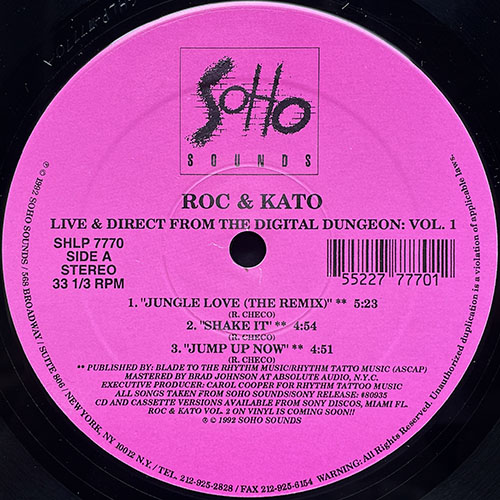 SoHo
SOUNDS
ROC & KATO
LIVE & DIRECT FROM THE DIGITAL DUNGEON: VOL. 1
SHLP 7770
SIDE A
STEREO
33 1/3 RPM
55227 77701
1. "JUNGLE LOVE (THE REMIX)" ** 5:23
(R. CHECO)
2. "SHAKE IT' ** 4:54
(R. CHECO)
3. "JUMP UP NOW" ** 4:51
(R. CHECO)
** PUBLISHED BY: BLADE TO THE RHYTHM MUSIC/RHYTHM TATTO MUSIC (ASCAP)
MASTERED BY BRAD JOHNSON AT ABSOLUTE AUDIO, N.Y.C.
EXECUTIVE PRODUCER: CAROL COOPER FOR RHYTHM TATTOO MUSIC
ALL SONGS TAKEN FROM SOHO SOUNDS/SONY RELEASE: #80935
CD AND CASSETTE VERSIONS AVAILABLE FROM SONY DISCOS, MIAMI FL.
ROC & KATO VOL. 2 ON VINYL IS COMING SOON!!
℗ © 1992 SOHO SOUNDS
℗ © 1992 SOHO SOUNDS / 568 BROADWAY / SUITE 806 / NEW YORK, NY 10012 N.Y. / TEL. 212-925-2828 / FAX 212-925-6154 WARNING: All Rights Reserved. Unauthorized duplication is a violation of applicable laws.